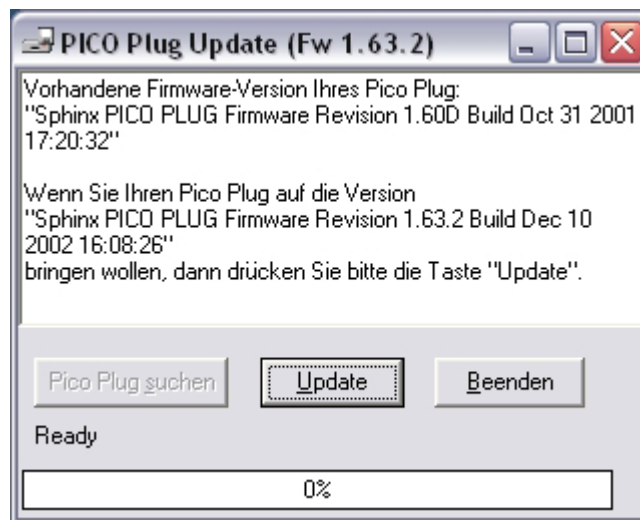 PICO Plug Update (Fw 1.63.2)
Vorhandene Firmware-Version Ihres Pico Plug:
"Sphinx PICO PLUG Firmware Revision 1.60D Build Oct 31 2001
17:20:32"
Wenn Sie Ihren Pico Plug auf die Version
"Sphinx PICO PLUG Firmware Revision 1.63.2 Build Dec 10
2002 16:08:26"
bringen wollen, dann drücken Sie bitte die Taste "Update".
Pico Plug suchen Update Beenden
Ready
0%